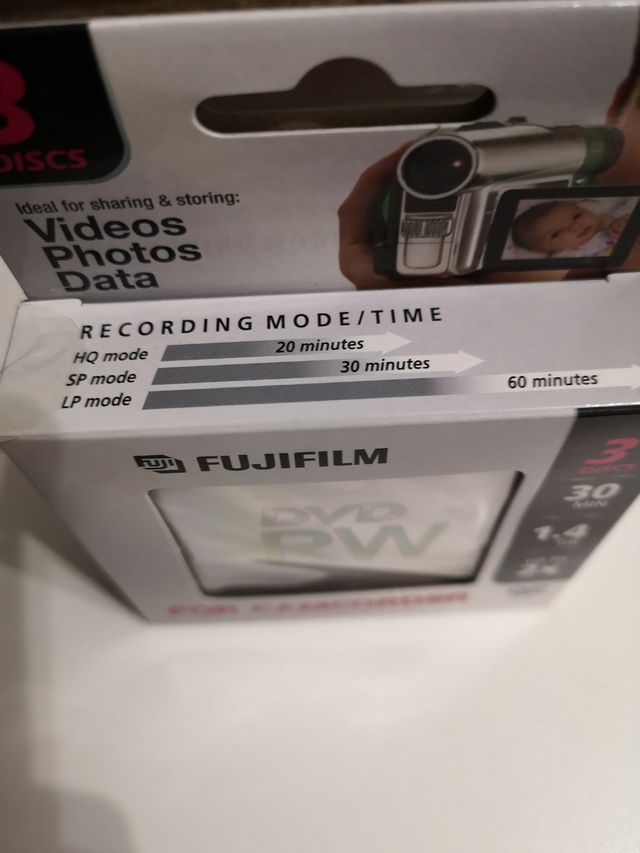 3
DISCS
Ideal for sharing & storing:
Videos
Photos
Data
RECORDING MODE/TIME
HQ mode 20 minutes
SP mode 30 minutes
LP mode 60 minutes
FUJI FUJIFILM
DVD
RW
FOR CAMCORDER
3
DISCS
30
MIN
1.4